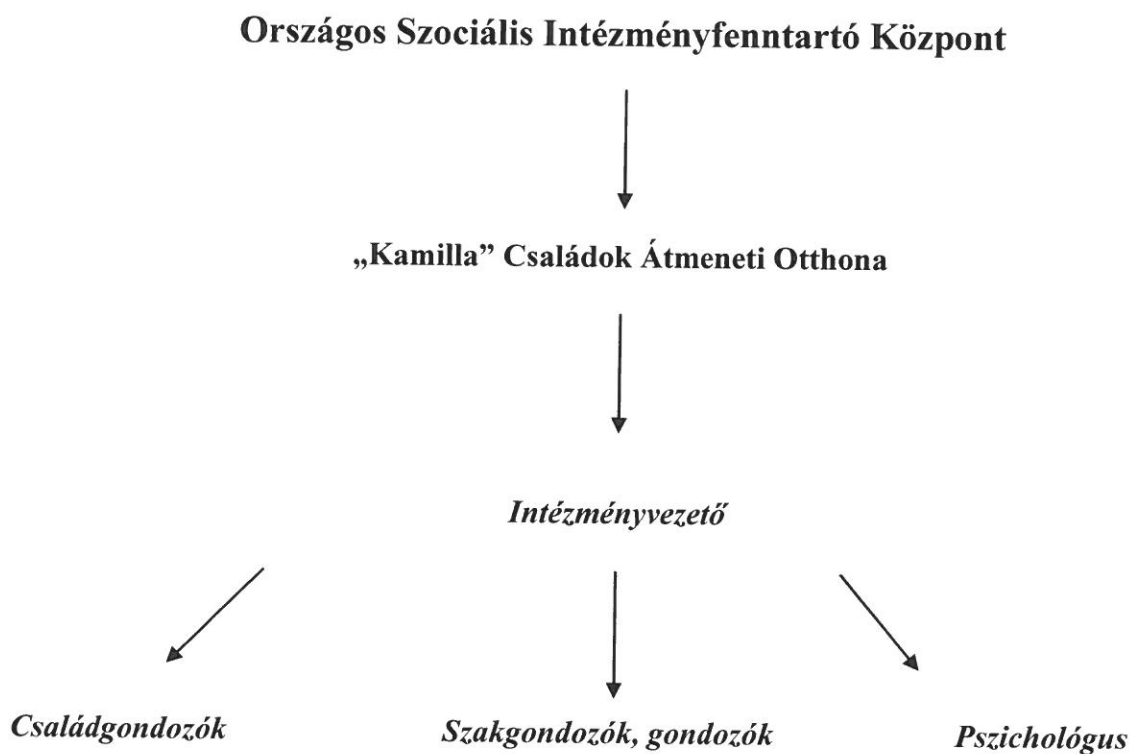 Országos Szociális Intézményfenntartó Központ
„Kamilla” Családok Átmeneti Otthona
Intézményvezető
Családgondozók
Szakgondozók, gondozók
Pszichológus